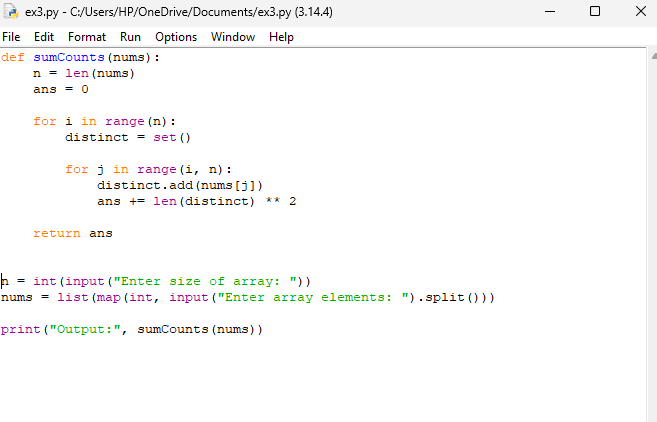 ex3.py - C:/Users/HP/OneDrive/Documents/ex3.py (3.14.4)
File Edit Format Run Options Window Help
def sumCounts(nums):
    n = len(nums)
    ans = 0
    for i in range(n):
        distinct = set()
        for j in range(i, n):
            distinct.add(nums[j])
            ans += len(distinct) ** 2
    return ans
n = int(input("Enter size of array: "))
nums = list(map(int, input("Enter array elements: ").split()))
print("Output:", sumCounts(nums))